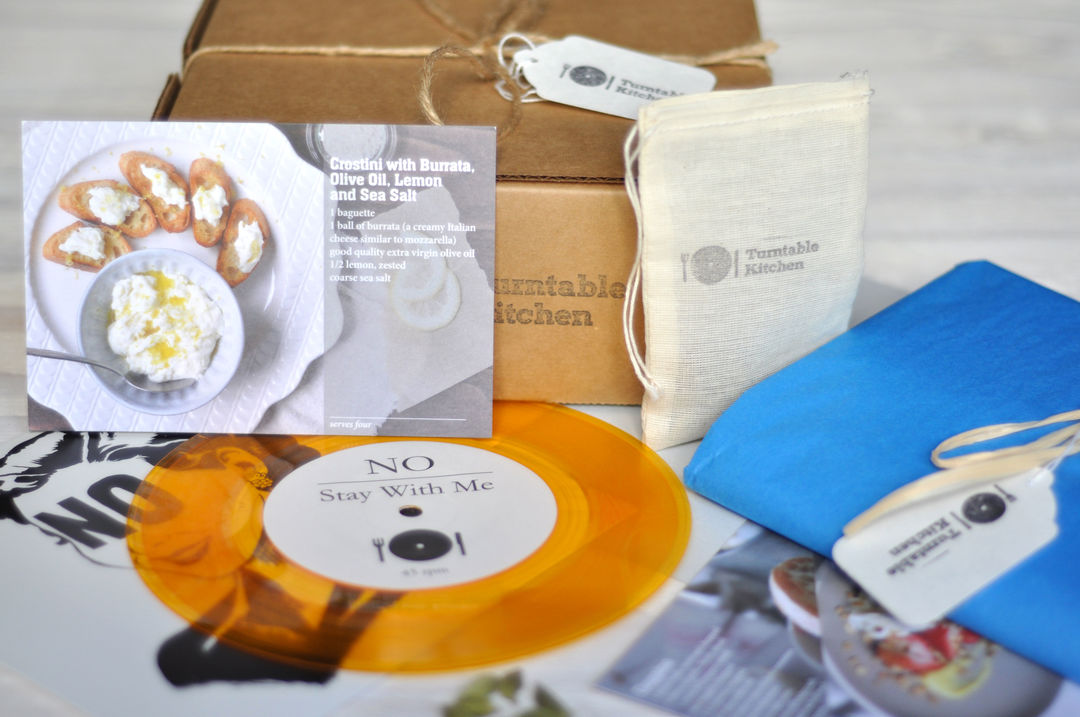 Turntable
Kitchen
Crostini with Burrata,
Olive Oil, Lemon
and Sea Salt
1 baguette
1 ball of burrata (a creamy Italian
cheese similar to mozzarella)
good quality extra virgin olive oil
1/2 lemon, zested
coarse sea salt
serves four
urntable
itchen
Turntable
Kitchen
NO
NO
Stay With Me
45 rpm
Turntable
Kitchen